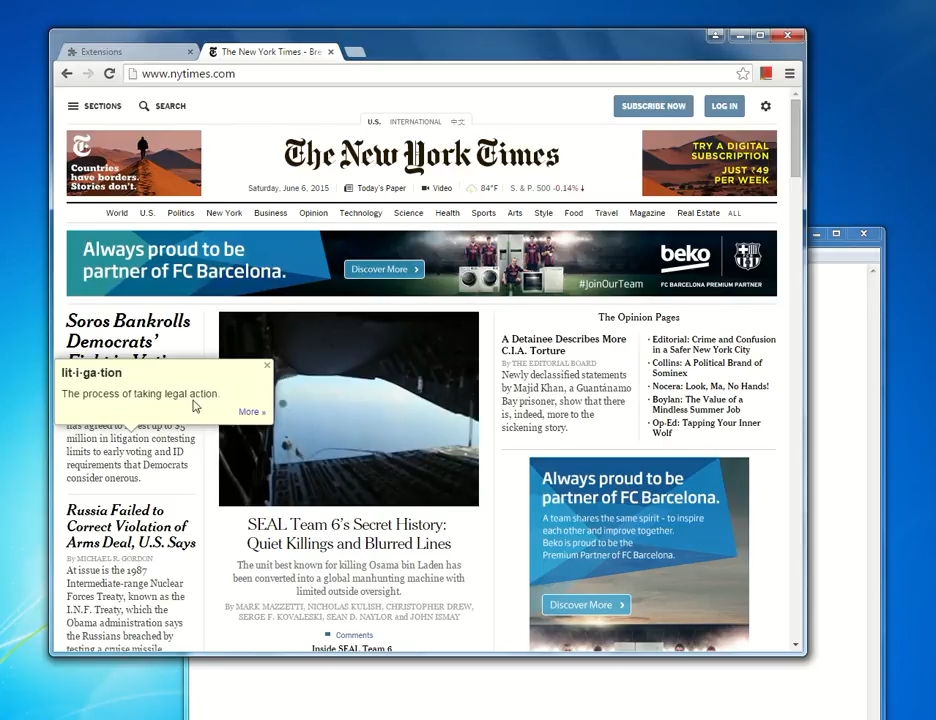 Extensions
The New York Times - Bre
www.nytimes.com
SECTIONS
SEARCH
SUBSCRIBE NOW
LOG IN
U.S.
INTERNATIONAL
中文
Countries
have borders.
Stories don't.
The New York Times
TRY A DIGITAL
SUBSCRIPTION
JUST ₹49
PER WEEK
Saturday, June 6, 2015
Today's Paper
Video
84°F
S. & P. 500 -0.14%↓
World
U.S.
Politics
New York
Business
Opinion
Technology
Science
Health
Sports
Arts
Style
Food
Travel
Magazine
Real Estate
ALL
Always proud to be
partner of FC Barcelona.
Discover More
#JoinOurTeam
beko
FC BARCELONA PREMIUM PARTNER
Soros Bankrolls
Democrats'
lit·i·ga·tion
The process of taking legal action.
More »
million in litigation contesting
limits to early voting and ID
requirements that Democrats
consider onerous.
Russia Failed to
Correct Violation of
Arms Deal, U.S. Says
By MICHAEL R. GORDON
At issue is the 1987
Intermediate-range Nuclear
Forces Treaty, known as the
I.N.F. Treaty, which the
Obama administration says
the Russians breached by
testing a cruise missile
SEAL Team 6's Secret History:
Quiet Killings and Blurred Lines
The unit best known for killing Osama bin Laden has
been converted into a global manhunting machine with
limited outside oversight.
By MARK MAZZETTI, NICHOLAS KULISH, CHRISTOPHER DREW,
SERGE F. KOVALESKI, SEAN D. NAYLOR and JOHN ISMAY
Comments
Inside SEAL Team 6
The Opinion Pages
A Detainee Describes More
C.I.A. Torture
By THE EDITORIAL BOARD
Newly declassified statements
by Majid Khan, a Guantánamo
Bay prisoner, show that there
is, indeed, more to the
sickening story.
· Editorial: Crime and Confusion
in a Safer New York City
· Collins: A Political Brand of
Sominex
· Nocera: Look, Ma, No Hands!
· Boylan: The Value of a
Mindless Summer Job
· Op-Ed: Tapping Your Inner
Wolf
Always proud to be
partner of FC Barcelona.
A team shares the same spirit – to inspire
each other and improve together.
Beko is proud to be the
Premium Partner of FC Barcelona.
Discover More